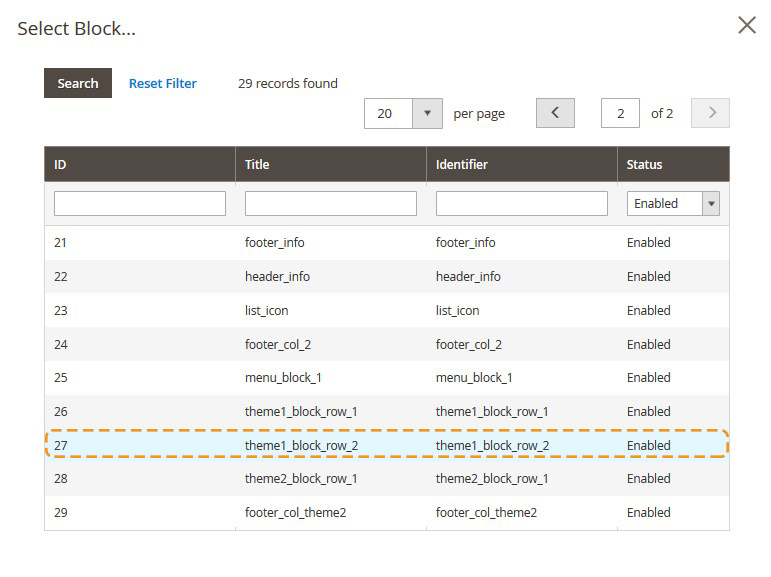 Select Block...
Search Reset Filter 29 records found
20 per page 2 of 2
ID Title Identifier Status
Enabled
21 footer_info footer_info Enabled
22 header_info header_info Enabled
23 list_icon list_icon Enabled
24 footer_col_2 footer_col_2 Enabled
25 menu_block_1 menu_block_1 Enabled
26 theme1_block_row_1 theme1_block_row_1 Enabled
27 theme1_block_row_2 theme1_block_row_2 Enabled
28 theme2_block_row_1 theme2_block_row_1 Enabled
29 footer_col_theme2 footer_col_theme2 Enabled